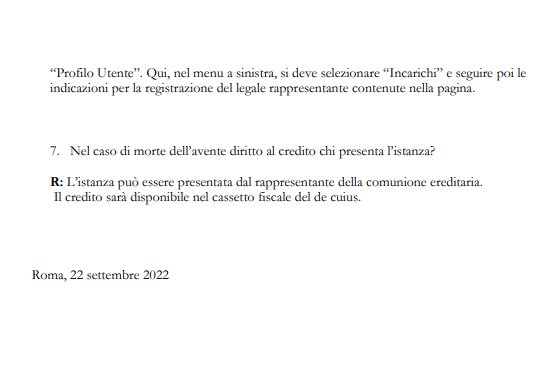 “Profilo Utente”. Qui, nel menu a sinistra, si deve selezionare “Incarichi” e seguire poi le
indicazioni per la registrazione del legale rappresentante contenute nella pagina.
7. Nel caso di morte dell’avente diritto al credito chi presenta l’istanza?
R: L’istanza può essere presentata dal rappresentante della comunione ereditaria.
Il credito sarà disponibile nel cassetto fiscale del de cuius.
Roma, 22 settembre 2022